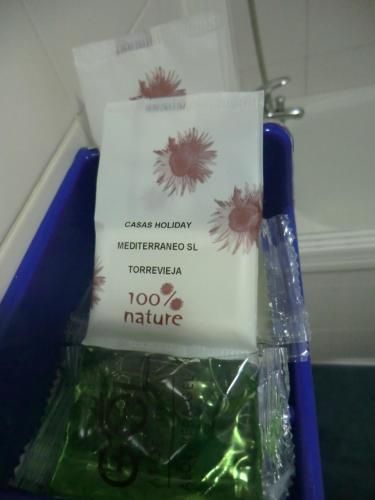 CASAS HOLIDAY
MEDITERRANEO SL
TORREVIEJA
100%
nature